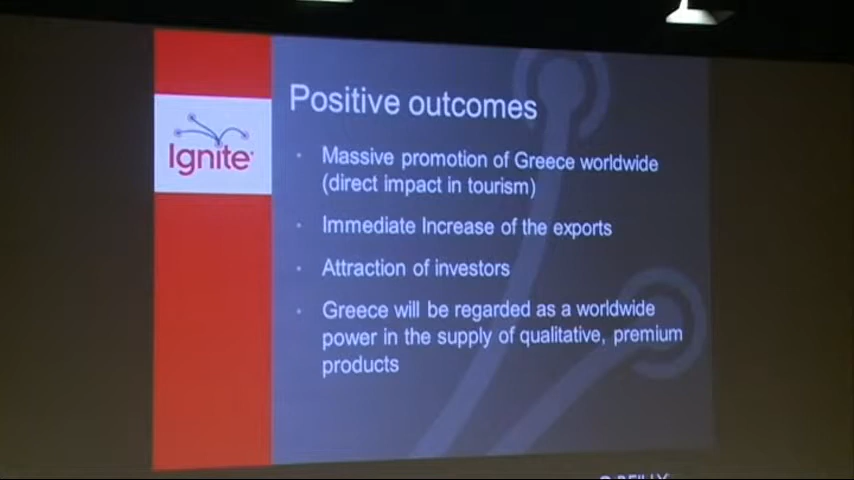 Positive outcomes
Ignite
• Massive promotion of Greece worldwide
(direct impact in tourism)
• Immediate Increase of the exports
• Attraction of investors
• Greece will be regarded as a worldwide
power in the supply of qualitative, premium
products
O'REILLY